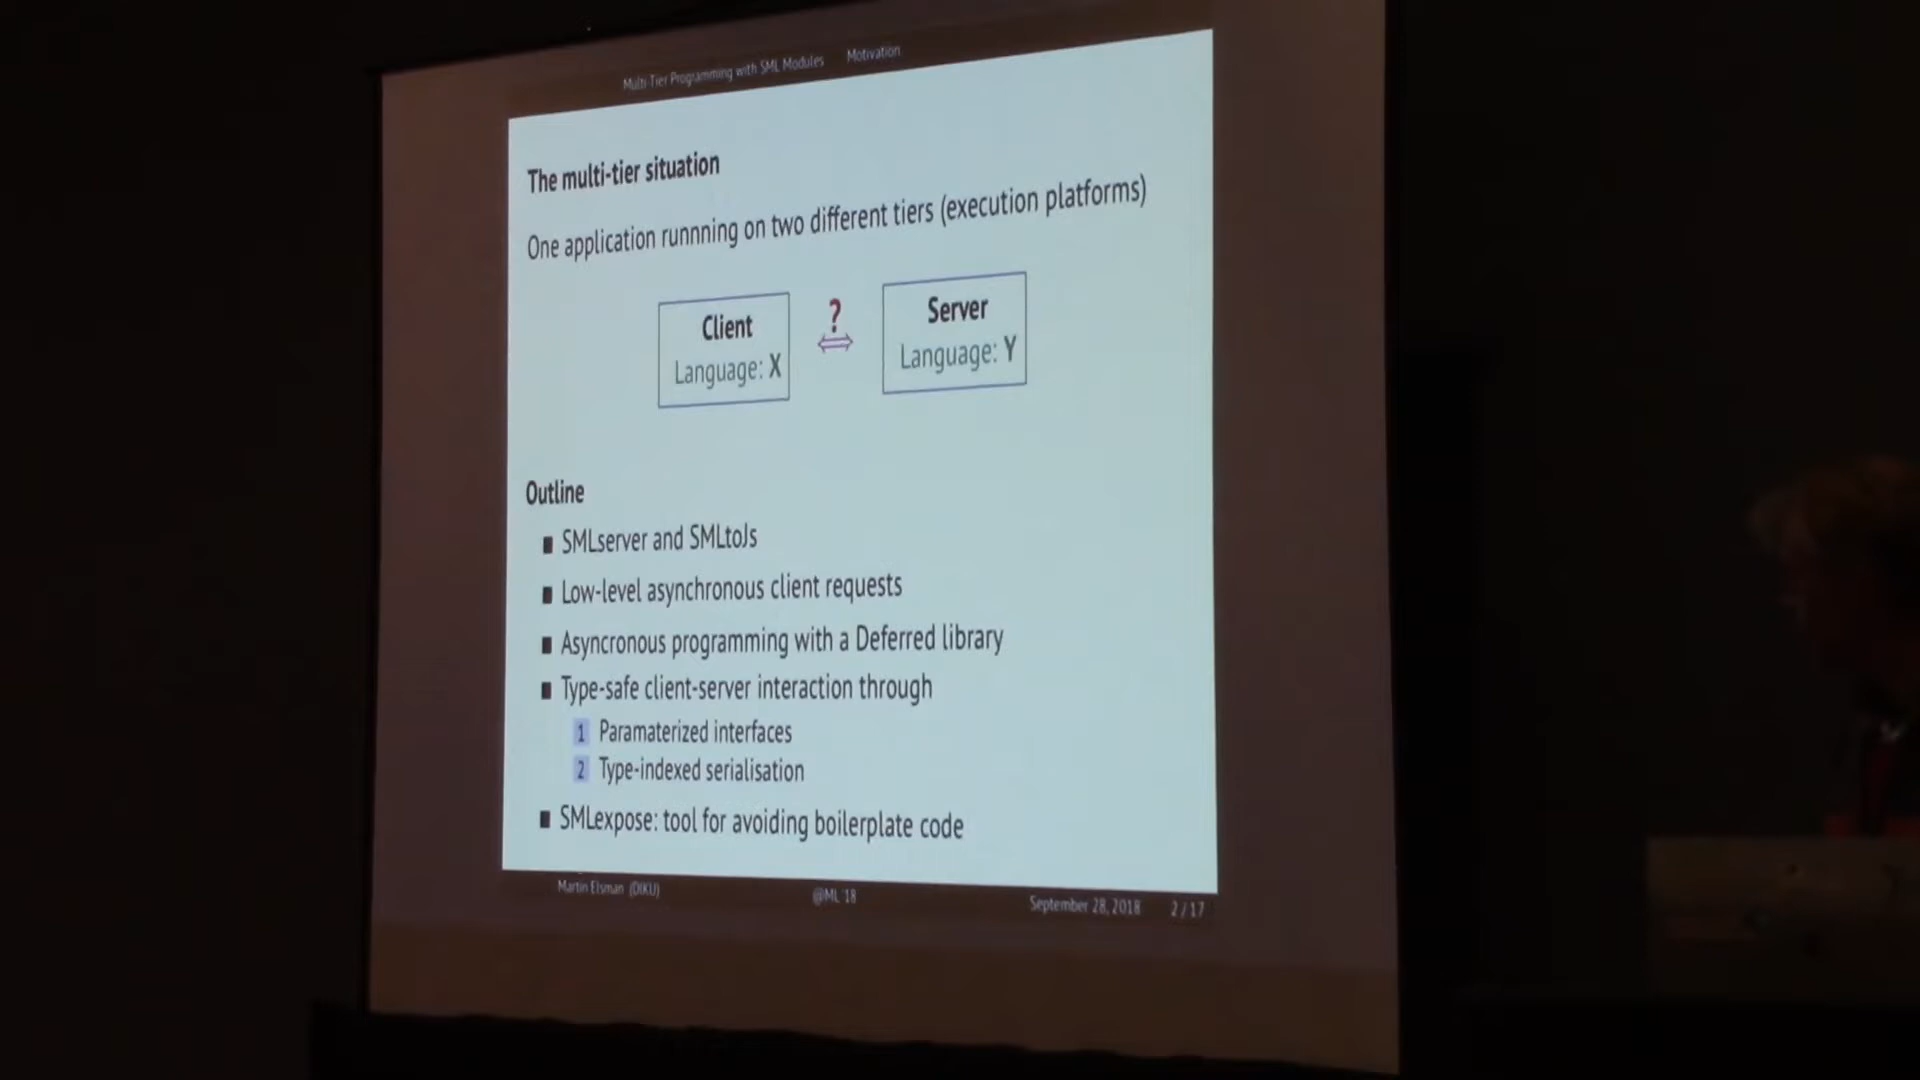 Multi-Tier Programming with SML Modules Motivation
The multi-tier situation
One application runnning on two different tiers (execution platforms)
Client
Language: X
?
Server
Language: Y
Outline
SMLserver and SMLtoJs
Low-level asynchronous client requests
Asyncronous programming with a Deferred library
Type-safe client-server interaction through
1 Paramaterized interfaces
2 Type-indexed serialisation
SMLexpose: tool for avoiding boilerplate code
Martin Elsman (DIKU) @ML '18 September 28, 2018 2 / 17